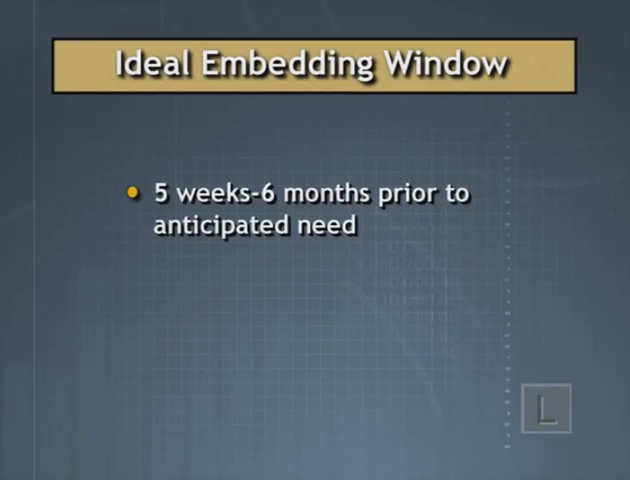 Ideal Embedding Window
5 weeks-6 months prior to
anticipated need
L